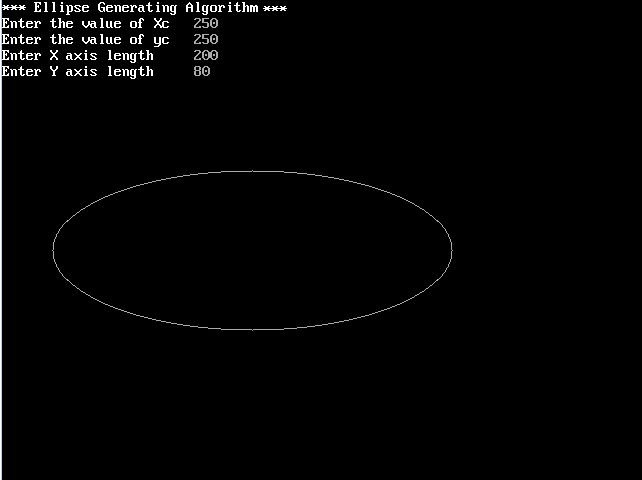 *** Ellipse Generating Algorithm ***
Enter the value of Xc 250
Enter the value of yc 250
Enter X axis length 200
Enter Y axis length 80